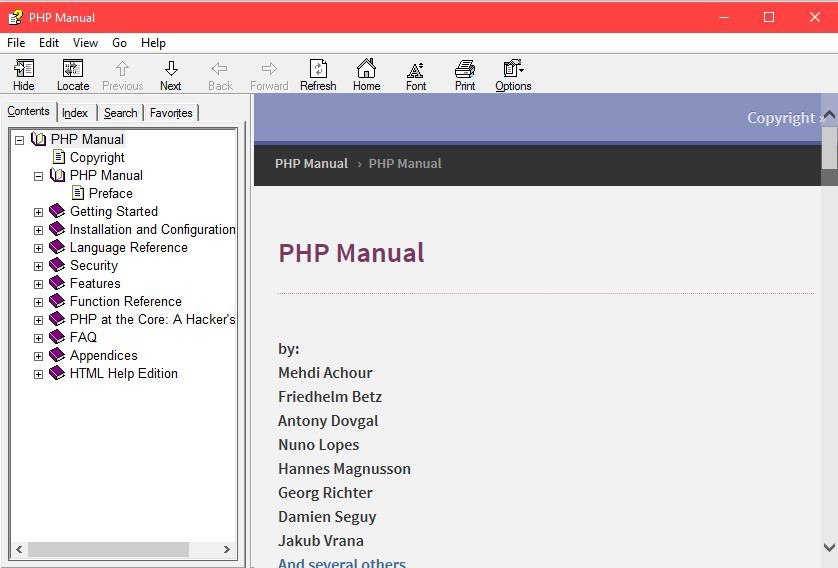 PHP Manual
File Edit View Go Help
Hide Locate Previous Next Back Forward Refresh Home Font Print Options
Contents Index Search Favorites
PHP Manual
Copyright
PHP Manual
Preface
Getting Started
Installation and Configuration
Language Reference
Security
Features
Function Reference
PHP at the Core: A Hacker's
FAQ
Appendices
HTML Help Edition
Copyright »
PHP Manual › PHP Manual
PHP Manual
by:
Mehdi Achour
Friedhelm Betz
Antony Dovgal
Nuno Lopes
Hannes Magnusson
Georg Richter
Damien Seguy
Jakub Vrana
And several others